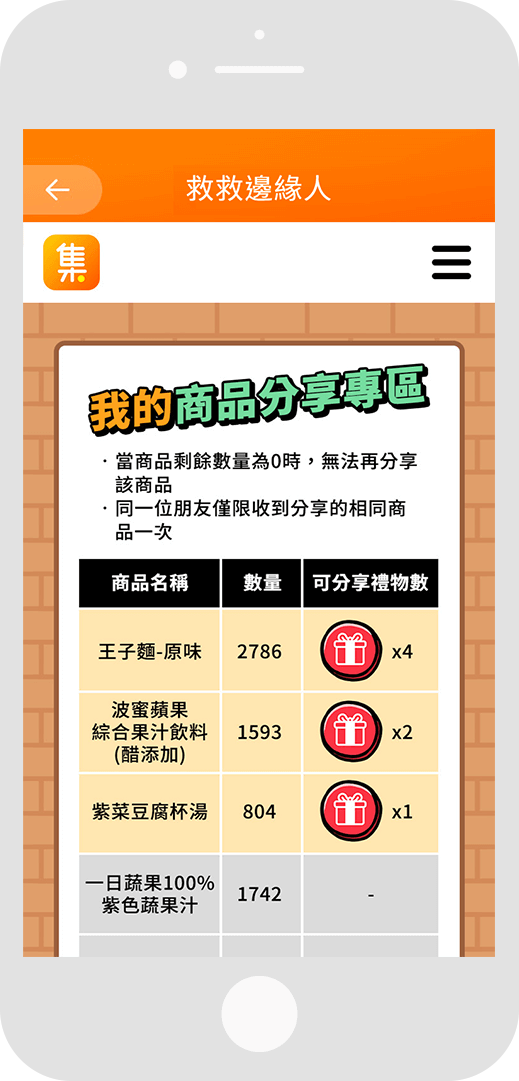 救救邊緣人
集
我的商品分享專區
·當商品剩餘數量為0時,無法再分享
該商品
·同一位朋友僅限收到分享的相同商
品一次
商品名稱 數量 可分享禮物數
王子麵-原味 2786 x4
波蜜蘋果
綜合果汁飲料
(醋添加)
1593 x2
紫菜豆腐杯湯 804 x1
一日蔬果100%
紫色蔬果汁
1742 -